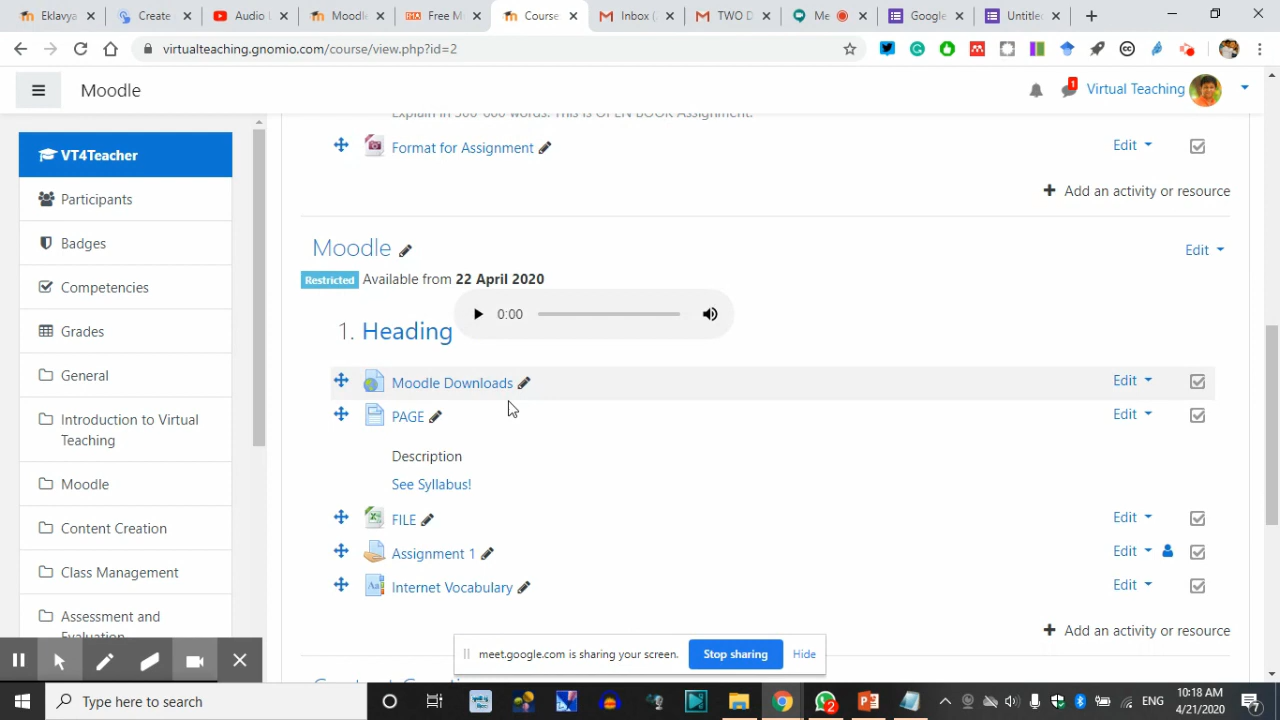 Eklaya
Create
Audio L
Moodl
Free M
Course
Inbox (
TWO D
Me
Google
Untitle
virtualteaching.gnomio.com/course/view.php?id=2
Moodle
1
Virtual Teaching
VT4Teacher
Participants
Badges
Competencies
Grades
General
Introduction to Virtual
Teaching
Moodle
Content Creation
Class Management
Assessment and
Evaluation
Explain in 500-600 words. This is OPEN BOOK Assignment.
Format for Assignment
Edit
Add an activity or resource
Moodle
Edit
Restricted Available from 22 April 2020
1. Heading
0:00
Moodle Downloads
Edit
PAGE
Edit
Description
See Syllabus!
FILE
Edit
Assignment 1
Edit
Internet Vocabulary
Edit
Add an activity or resource
meet.google.com is sharing your screen.
Stop sharing
Hide
Type here to search
2
ENG
10:18 AM
4/21/2020
7